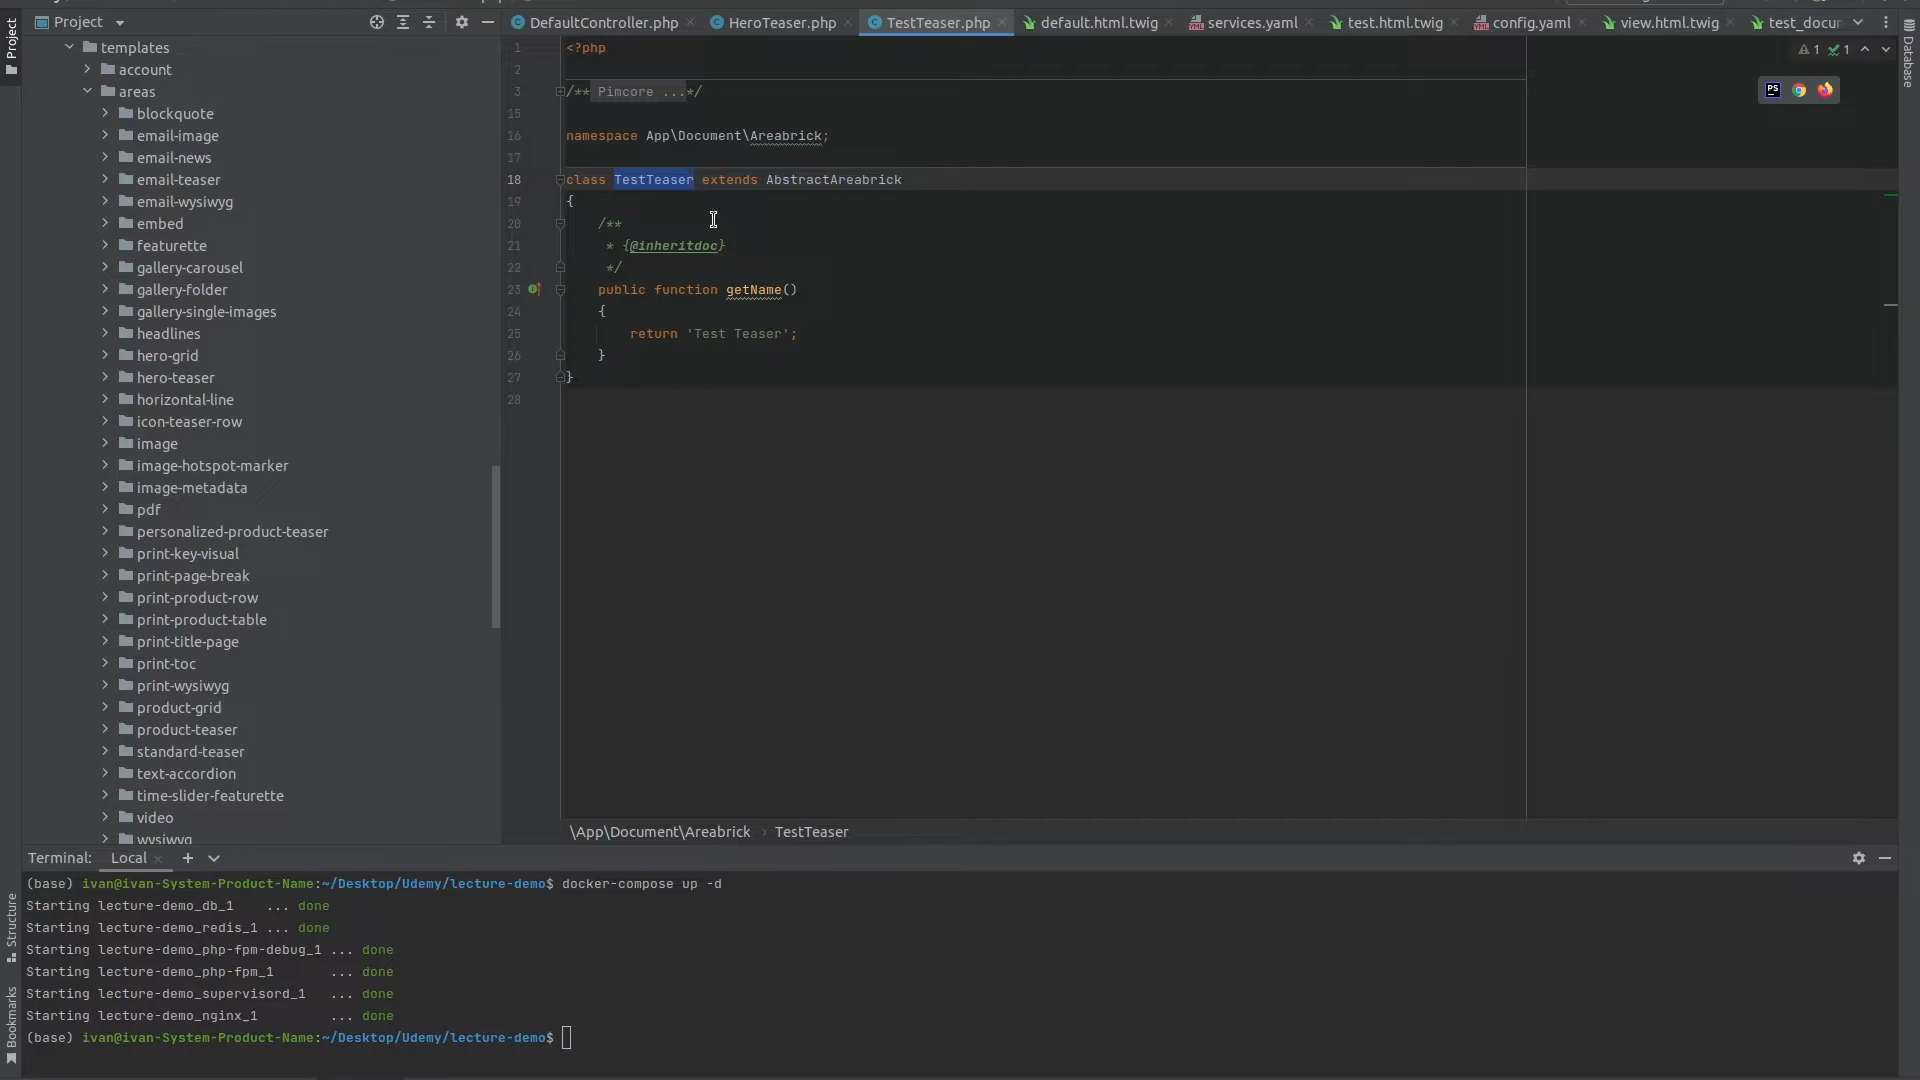 Project
DefaultController.php
HeroTeaser.php
TestTeaser.php
default.html.twig
services.yaml
test.html.twig
config.yaml
view.html.twig
test_docur
Project
Database
templates
account
areas
blockquote
email-image
email-news
email-teaser
email-wysiwyg
embed
featurette
gallery-carousel
gallery-folder
gallery-single-images
headlines
hero-grid
hero-teaser
horizontal-line
icon-teaser-row
image
image-hotspot-marker
image-metadata
pdf
personalized-product-teaser
print-key-visual
print-page-break
print-product-row
print-product-table
print-title-page
print-toc
print-wysiwyg
product-grid
product-teaser
standard-teaser
text-accordion
time-slider-featurette
video
wysiwyg
1 <?php
2
3 /** Pimcore ...*/
15
16 namespace App\Document\Areabrick;
17
18 class TestTeaser extends AbstractAreabrick
19 {
20 /**
21 * {@inheritdoc}
22 */
23 public function getName()
24 {
25 return 'Test Teaser';
26 }
27 }
28
1 1
PS
\App\Document\Areabrick › TestTeaser
Terminal: Local
(base) ivan@ivan-System-Product-Name:~/Desktop/Udemy/lecture-demo$ docker-compose up -d
Starting lecture-demo_db_1 ... done
Starting lecture-demo_redis_1 ... done
Starting lecture-demo_php-fpm-debug_1 ... done
Starting lecture-demo_php-fpm_1 ... done
Starting lecture-demo_supervisord_1 ... done
Starting lecture-demo_nginx_1 ... done
(base) ivan@ivan-System-Product-Name:~/Desktop/Udemy/lecture-demo$
Structure
Bookmarks